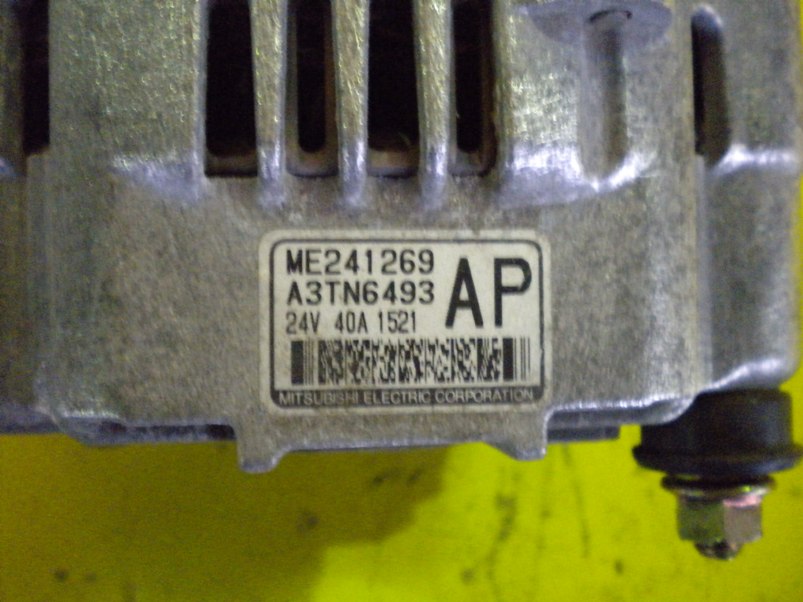 ME241269
A3TN6493
AP
24V 40A 1521
MITSUBISHI ELECTRIC CORPORATION